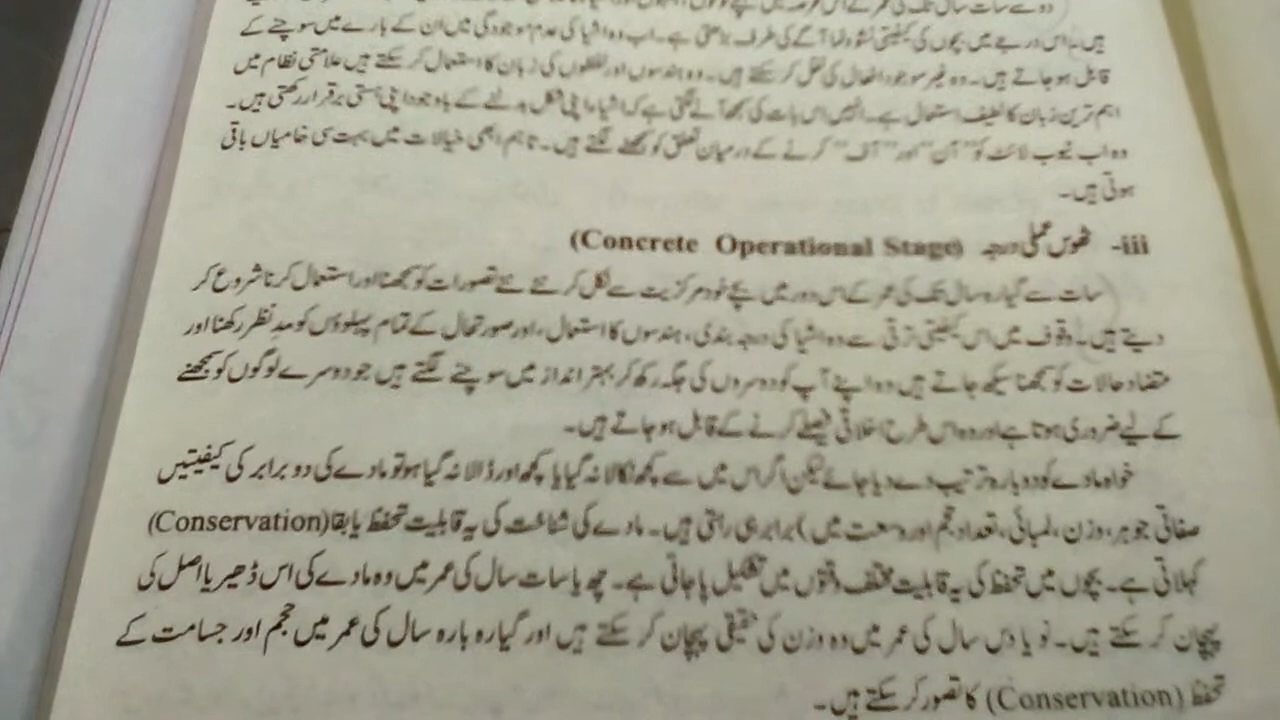 دو سے سات سال تک کی عمر کے اس عرصہ میں بچے
ہیں۔ اس درجے میں بچوں کی کیفیتی نشوونما آگے کی طرف بڑھتی ہے۔ اب وہ اشیا کی عدم موجودگی میں ان کے بارے میں سوچنے کے
قابل ہو جاتے ہیں۔ وہ غیر موجود افعال کی نقل کر سکتے ہیں۔ وہ ہندسوں اور لفظوں کی زبان کا استعمال کر سکتے ہیں علامتی نظام میں
اہم ترین زبان کا لطیف استعمال ہے۔ انہیں اس بات کی سمجھ آنے لگتی ہے کہ اشیاء اپنی شکل بدلنے کے باوجود اپنی ہستی برقرار رکھتی ہیں۔
وہ اب ٹیوب لائٹ کو "آن" اور "آف" کرنے کے درمیان تعلق کو سمجھنے لگتے ہیں۔ تاہم ابھی خیالات میں بہت سی خامیاں باقی
ہوتی ہیں۔
iii- ٹھوس عملی درجہ (Concrete Operational Stage)
سات سے گیارہ سال تک کی عمر کے اس دور میں بچے خود مرکزیت سے نکل کر نئے نئے تصورات کو سمجھنا اور استعمال کرنا شروع کر
دیتے ہیں۔ وقوف میں اس کیفیتی ترقی سے وہ اشیا کی درجہ بندی، ہندسوں کا استعمال، اور صورتحال کے تمام پہلوؤں کو مدِ نظر رکھنا اور
متضاد حالات کو سمجھنا سیکھ جاتے ہیں وہ اپنے آپ کو دوسروں کی جگہ رکھ کر بہتر انداز میں سوچنے لگتے ہیں جو دوسرے لوگوں کو سمجھنے
کے لیے ضروری ہوتا ہے اور وہ اس طرح اخلاقی فیصلے کرنے کے قابل ہو جاتے ہیں۔
خواہ مادے کو دوبارہ ترتیب دے دیا جائے لیکن اگر اس میں سے کچھ نکالا نہ گیا یا کچھ اور ڈالا نہ گیا ہو تو مادے کی دو برابر کی کیفیتیں
صفاتی جوہر، وزن، لمبائی، تعداد، حجم اور وسعت میں) برابر ہی رہتی ہیں۔ مادے کی شناخت کی یہ قابلیت تحفظ یا بقا (Conservation)
کہلاتی ہے۔ بچوں میں تحفظ کی یہ قابلیت مختلف وقتوں میں تشکیل پا جاتی ہے۔ چھ یا سات سال کی عمر میں وہ مادے کی اس ڈھیر یا اصل کی
پہچان کر سکتے ہیں۔ نو یا دس سال کی عمر میں وہ وزن کی حقیقی پہچان کر سکتے ہیں اور گیارہ بارہ سال کی عمر میں حجم اور جسامت کے
تحفظ (Conservation) کا تصور کر سکتے ہیں۔